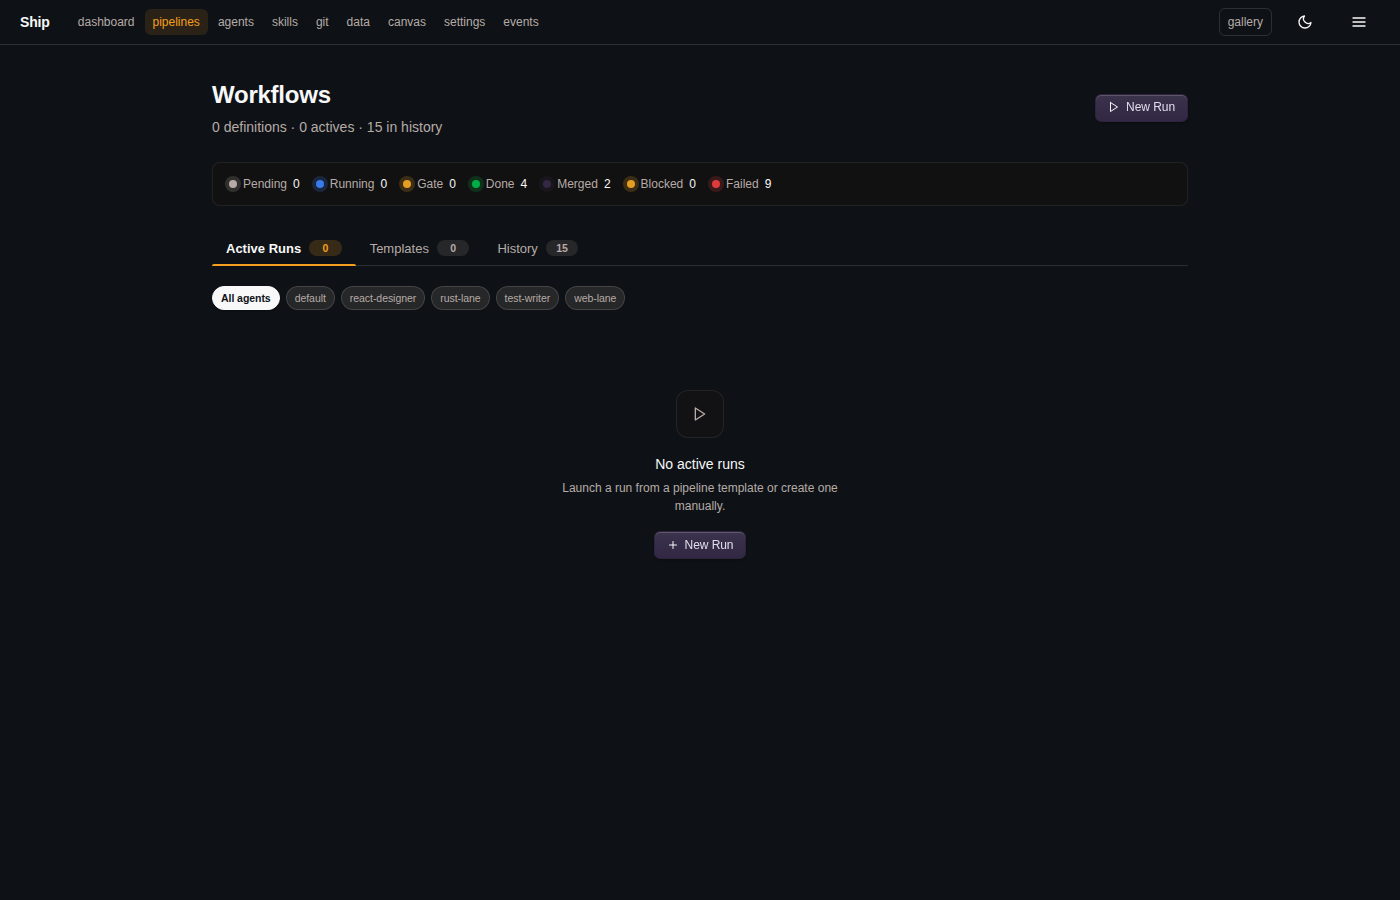 Ship dashboard pipelines agents skills git data canvas settings events gallery
Workflows
New Run
0 definitions · 0 actives · 15 in history
Pending 0 Running 0 Gate 0 Done 4 Merged 2 Blocked 0 Failed 9
Active Runs 0 Templates 0 History 15
All agents default react-designer rust-lane test-writer web-lane
No active runs
Launch a run from a pipeline template or create one
manually.
New Run